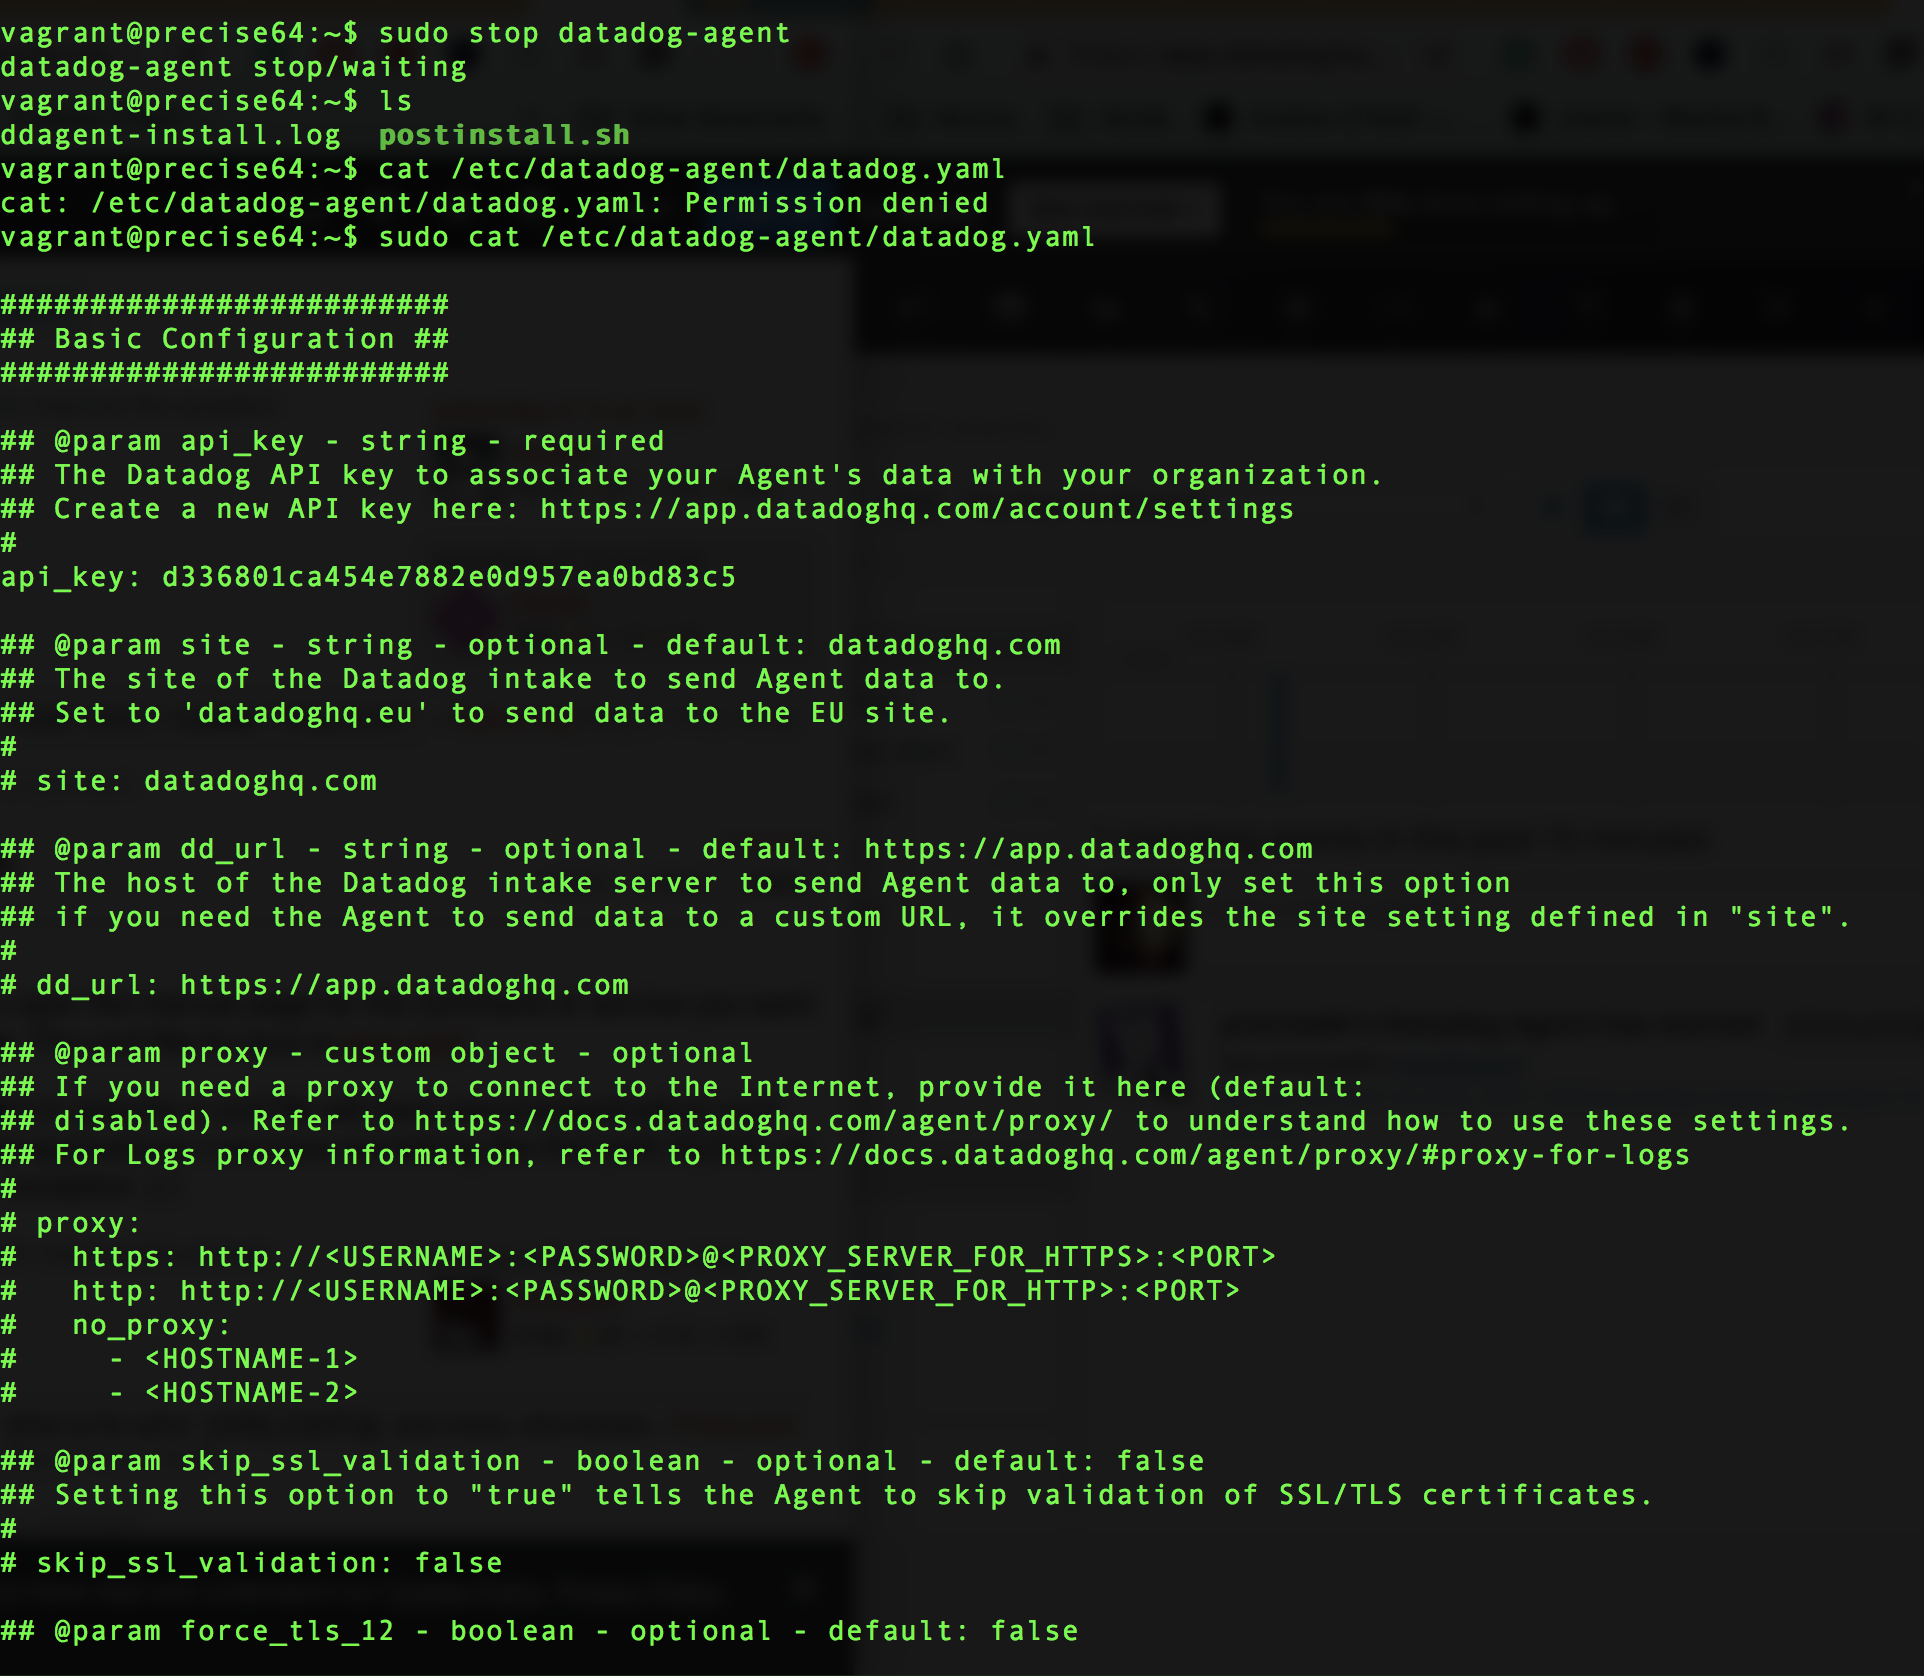 vagrant@precise64:~$ sudo stop datadog-agent
datadog-agent stop/waiting
vagrant@precise64:~$ ls
ddagent-install.log  postinstall.sh
vagrant@precise64:~$ cat /etc/datadog-agent/datadog.yaml
cat: /etc/datadog-agent/datadog.yaml: Permission denied
vagrant@precise64:~$ sudo cat /etc/datadog-agent/datadog.yaml

#########################
## Basic Configuration ##
#########################

## @param api_key - string - required
## The Datadog API key to associate your Agent's data with your organization.
## Create a new API key here: https://app.datadoghq.com/account/settings
#
api_key: d336801ca454e7882e0d957ea0bd83c5

## @param site - string - optional - default: datadoghq.com
## The site of the Datadog intake to send Agent data to.
## Set to 'datadoghq.eu' to send data to the EU site.
#
# site: datadoghq.com

## @param dd_url - string - optional - default: https://app.datadoghq.com
## The host of the Datadog intake server to send Agent data to, only set this option
## if you need the Agent to send data to a custom URL, it overrides the site setting defined in "site".
#
# dd_url: https://app.datadoghq.com

## @param proxy - custom object - optional
## If you need a proxy to connect to the Internet, provide it here (default:
## disabled). Refer to https://docs.datadoghq.com/agent/proxy/ to understand how to use these settings.
## For Logs proxy information, refer to https://docs.datadoghq.com/agent/proxy/#proxy-for-logs
#
# proxy:
#   https: http://<USERNAME>:<PASSWORD>@<PROXY_SERVER_FOR_HTTPS>:<PORT>
#   http: http://<USERNAME>:<PASSWORD>@<PROXY_SERVER_FOR_HTTP>:<PORT>
#   no_proxy:
#     - <HOSTNAME-1>
#     - <HOSTNAME-2>

## @param skip_ssl_validation - boolean - optional - default: false
## Setting this option to "true" tells the Agent to skip validation of SSL/TLS certificates.
#
# skip_ssl_validation: false

## @param force_tls_12 - boolean - optional - default: false